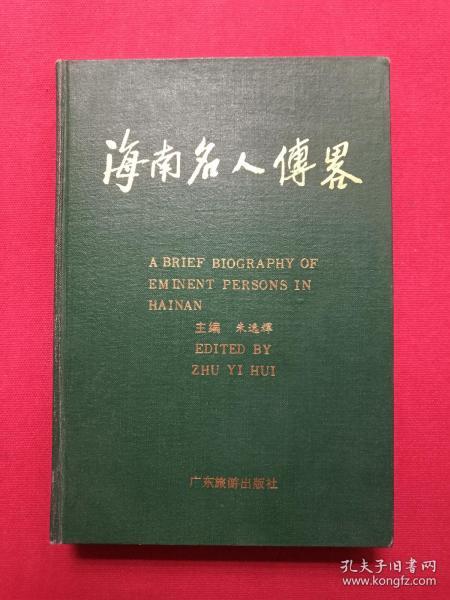 海南名人傳畧
A BRIEF BIOGRAPHY OF
EMINENT PERSONS IN
HAINAN
主编 朱逸輝
EDITED BY
ZHU YI HUI
广东旅游出版社
孔夫子旧书网
www.kongfz.com